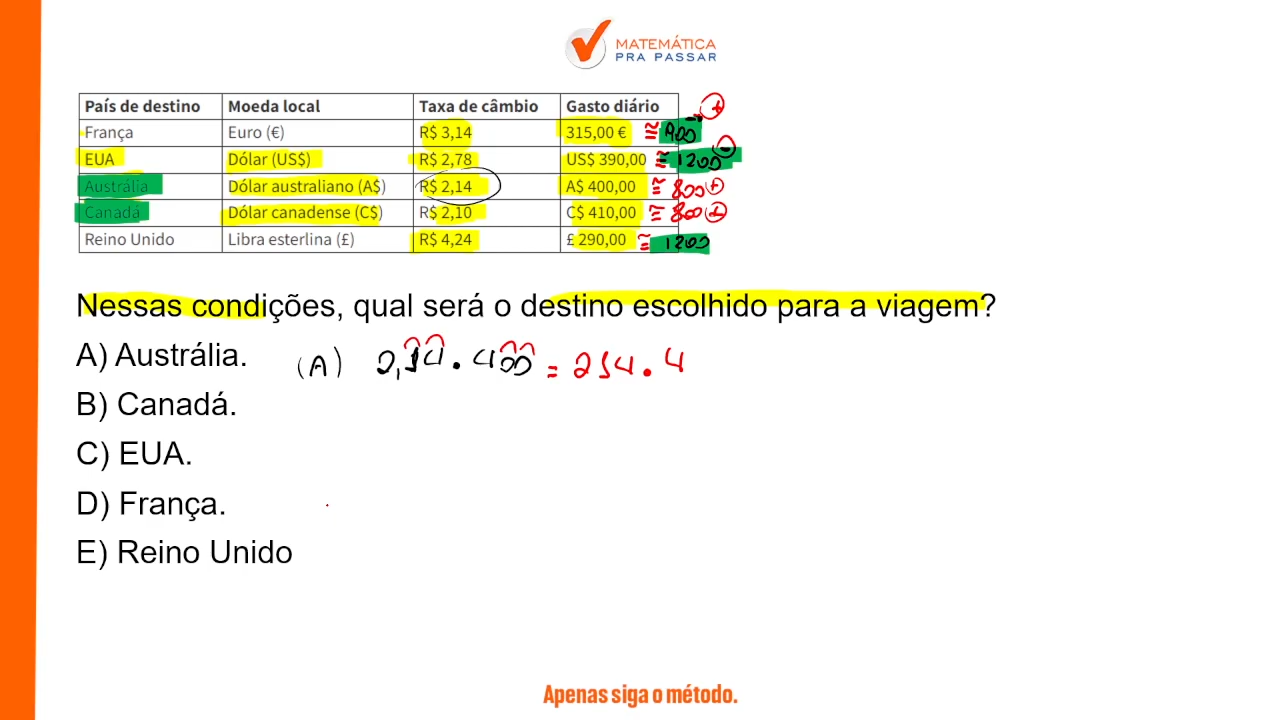 MATEMÁTICA
PRA PASSAR
País de destino Moeda local Taxa de câmbio Gasto diário
França Euro (€) R$ 3,14 315,00 € ≅ 900
EUA Dólar (US$) R$ 2,78 US$ 390,00 ≅ 1200
Austrália Dólar australiano (A$) R$ 2,14 A$ 400,00 ≅ 800
Canadá Dólar canadense (C$) R$ 2,10 C$ 410,00 ≅ 800
Reino Unido Libra esterlina (£) R$ 4,24 £ 290,00 ≅ 1200
Nessas condições, qual será o destino escolhido para a viagem?
A) Austrália. (A) 2,14 . 400 = 214 . 4
B) Canadá.
C) EUA.
D) França.
E) Reino Unido
Apenas siga o método.